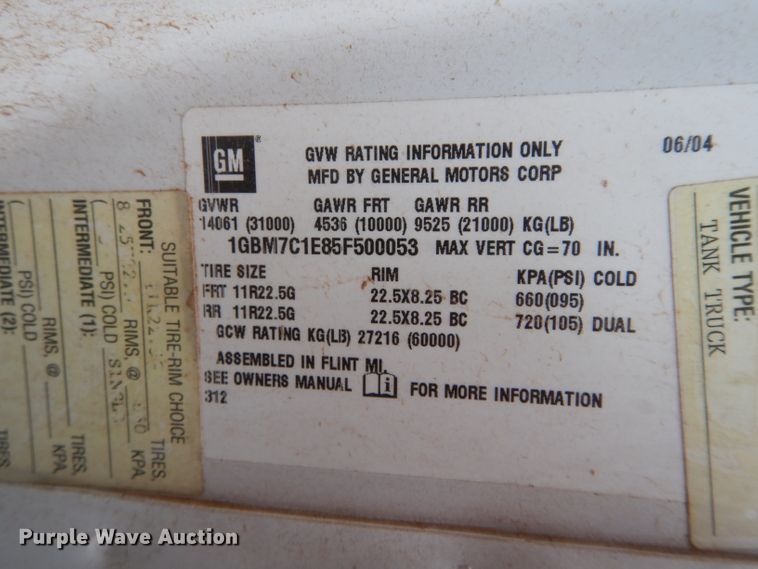 GM ®
GVW RATING INFORMATION ONLY
MFD BY GENERAL MOTORS CORP
06/04
GVWR GAWR FRT GAWR RR
14061 (31000) 4536 (10000) 9525 (21000) KG(LB)
1GBM7C1E85F500053 MAX VERT CG=70 IN.
TIRE SIZE RIM KPA(PSI) COLD
FRT 11R22.5G 22.5X8.25 BC 660(095)
RR 11R22.5G 22.5X8.25 BC 720(105) DUAL
GCW RATING KG(LB) 27216 (60000)
ASSEMBLED IN FLINT MI.
SEE OWNERS MANUAL i FOR MORE INFORMATION
312
SUITABLE TIRE-RIM CHOICE
FRONT: TIRES,
RIMS, @ KPA,
PSI) COLD
INTERMEDIATE (1): TIRES,
RIMS, @ KPA,
PSI) COLD
INTERMEDIATE (2): TIRES,
VEHICLE TYPE:
TANK TRUCK
Purple Wave Auction